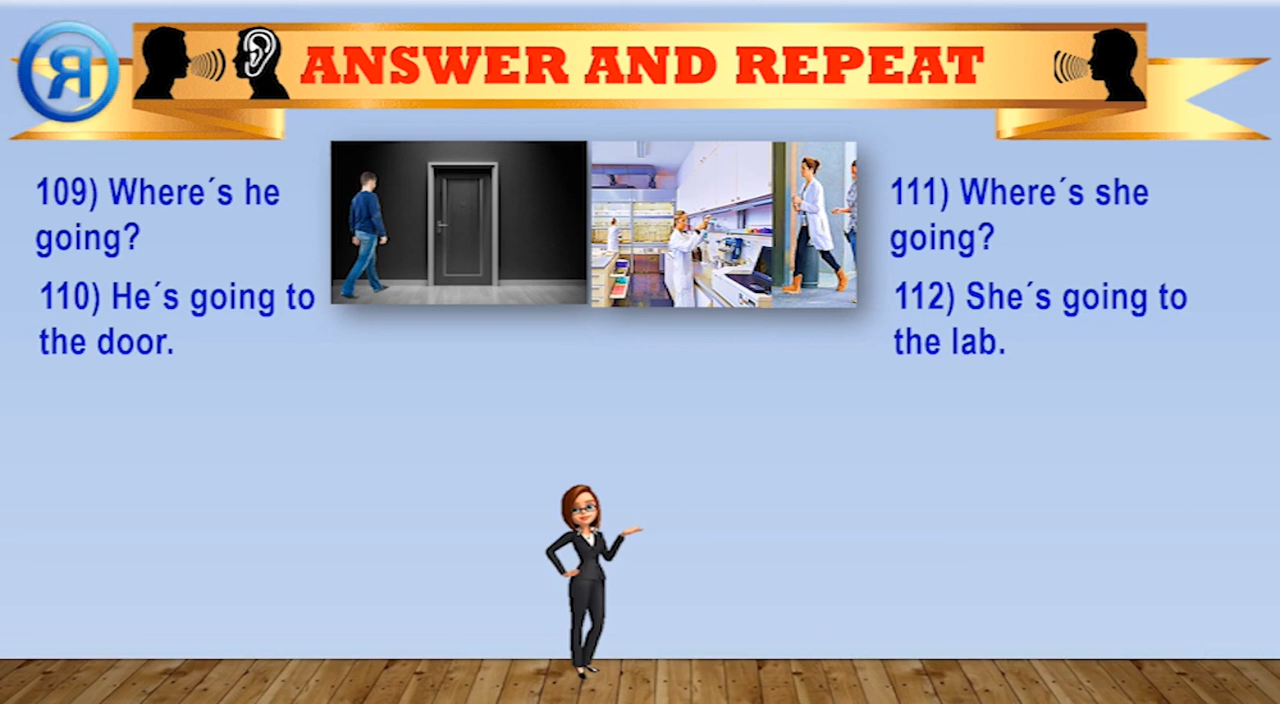 ANSWER AND REPEAT
109) Where´s he
going?
110) He´s going to
the door.
111) Where´s she
going?
112) She´s going to
the lab.